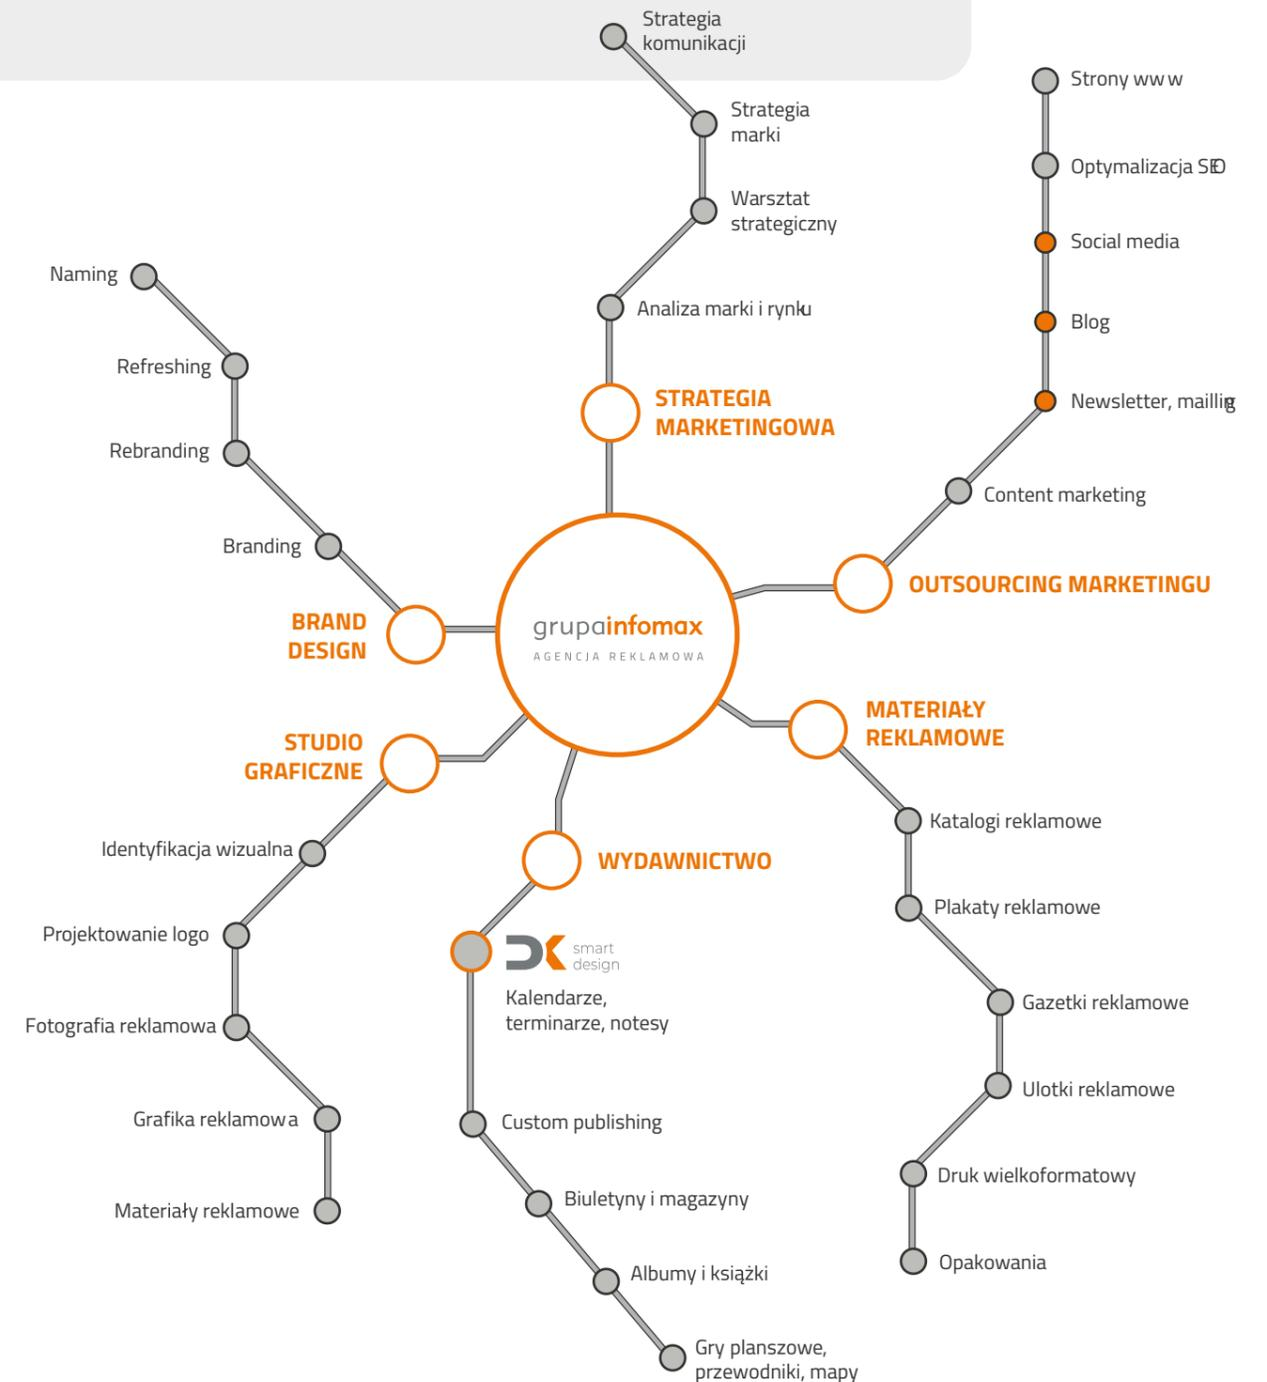 Strategia
komunikacji
Strategia
marki
Warsztat
strategiczny
Analiza marki i rynku
STRATEGIA
MARKETINGOWA
Strony www
Optymalizacja SEO
Social media
Blog
Newsletter, mailling
Content marketing
OUTSOURCING MARKETINGU
Naming
Refreshing
Rebranding
Branding
BRAND
DESIGN
grupainfomax
AGENCJA REKLAMOWA
MATERIAŁY
REKLAMOWE
Katalogi reklamowe
Plakaty reklamowe
Gazetki reklamowe
Ulotki reklamowe
Druk wielkoformatowy
Opakowania
STUDIO
GRAFICZNE
Identyfikacja wizualna
Projektowanie logo
Fotografia reklamowa
Grafika reklamowa
Materiały reklamowe
WYDAWNICTWO
DK smart
design
Kalendarze,
terminarze, notesy
Custom publishing
Biuletyny i magazyny
Albumy i książki
Gry planszowe,
przewodniki, mapy